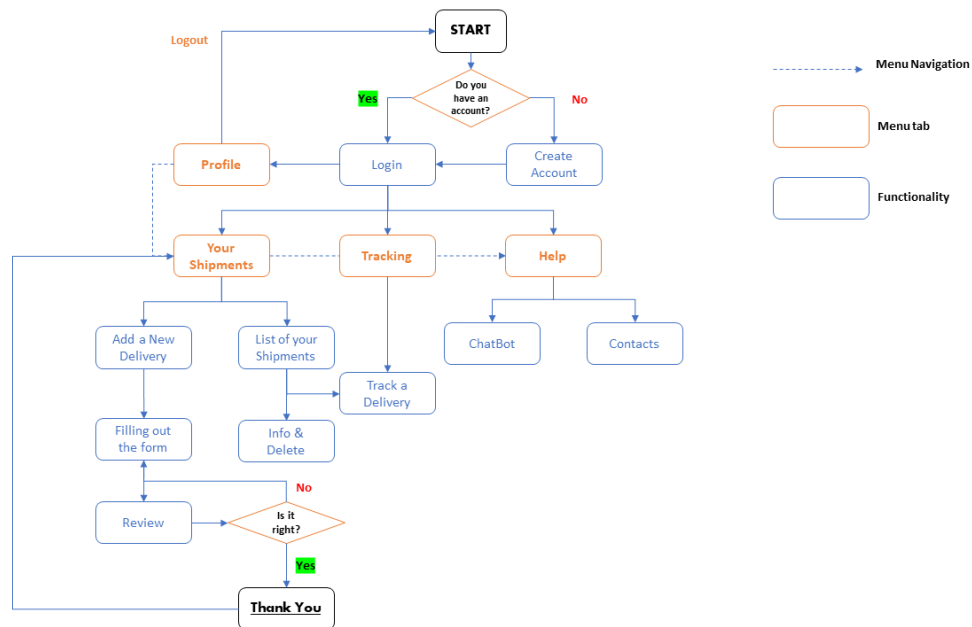 START
Logout
Menu Navigation
Do you
have an
account?
Yes
No
Menu tab
Profile
Login
Create
Account
Functionality
Your
Shipments
Tracking
Help
Add a New
Delivery
List of your
Shipments
ChatBot
Contacts
Track a
Delivery
Filling out
the form
Info &
Delete
No
Review
Is it
right?
Yes
Thank You